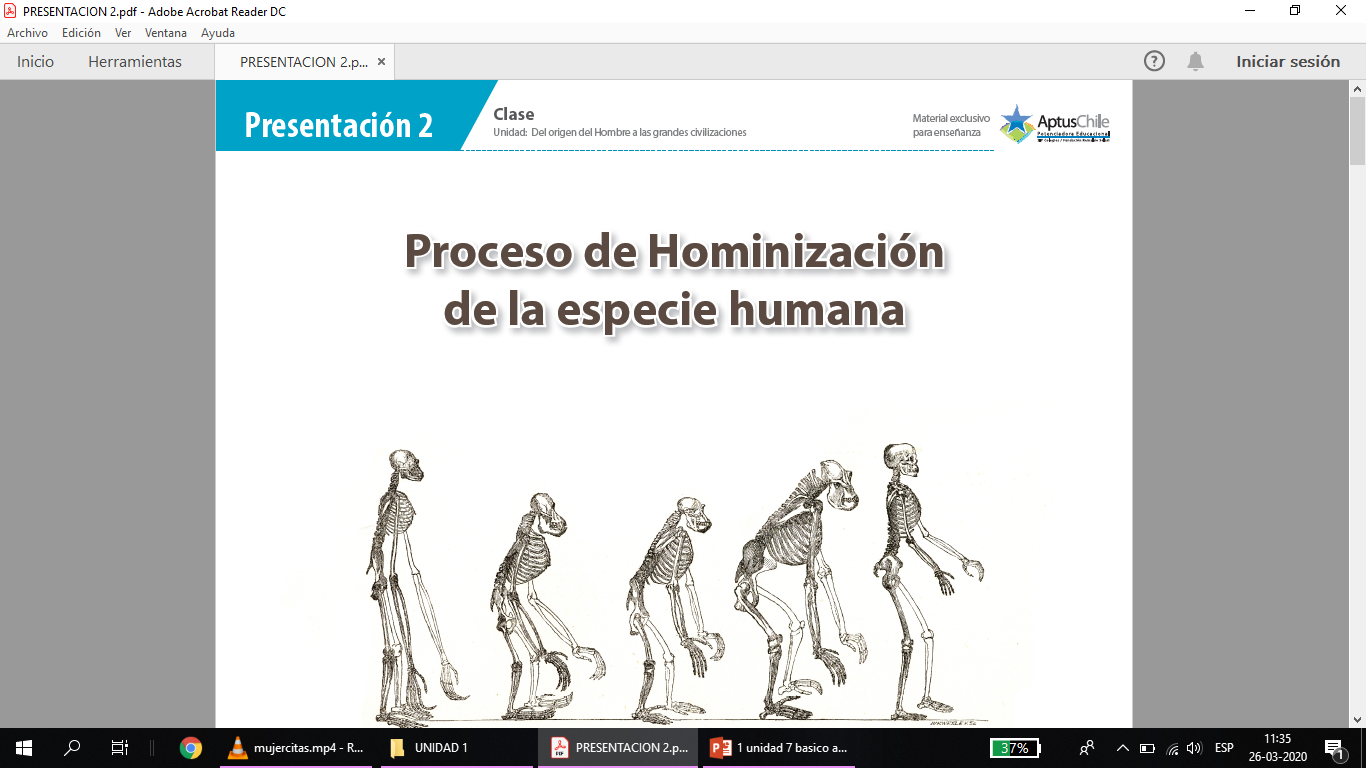 PRESENTACION 2.pdf - Adobe Acrobat Reader DC
Archivo Edición Ver Ventana Ayuda
Inicio Herramientas PRESENTACION 2.p... × Iniciar sesión
Presentación 2
Clase
Unidad: Del origen del Hombre a las grandes civilizaciones
Material exclusivo
para enseñanza
AptusChile
Potenciadora Educacional
Proceso de Hominización
de la especie humana
mujercitas.mp4 - R...
UNIDAD 1
PRESENTACION 2.p...
1 unidad 7 basico a...
37%
ESP
11:35
26-03-2020
1